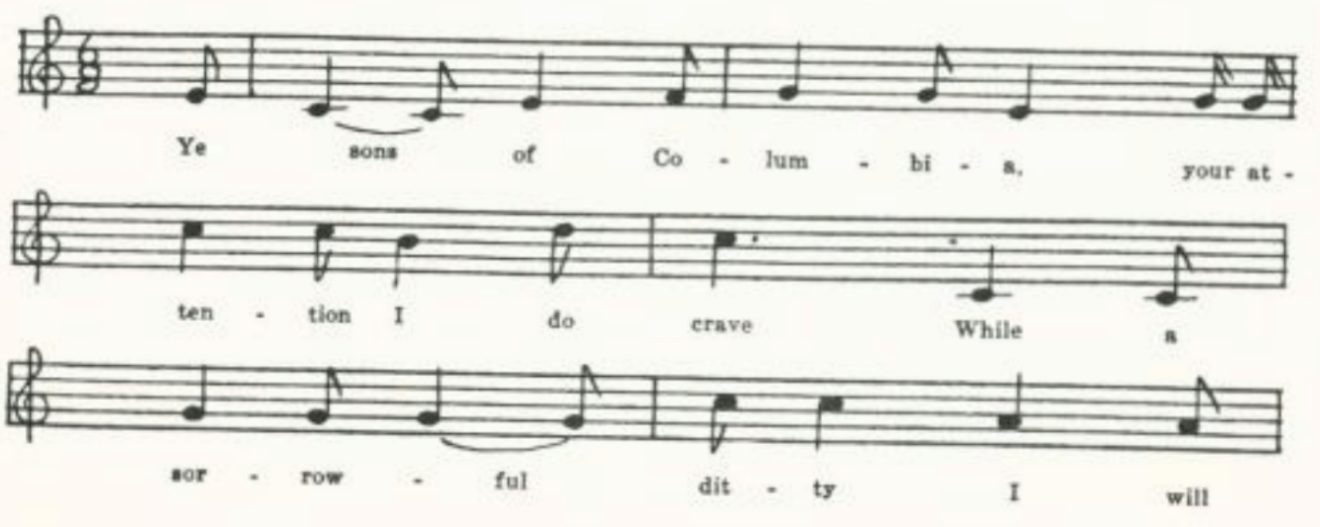 Ye sons of Co - lum - bi - a, your at -
ten - tion I do crave While a
sor - row - ful dit - ty I will